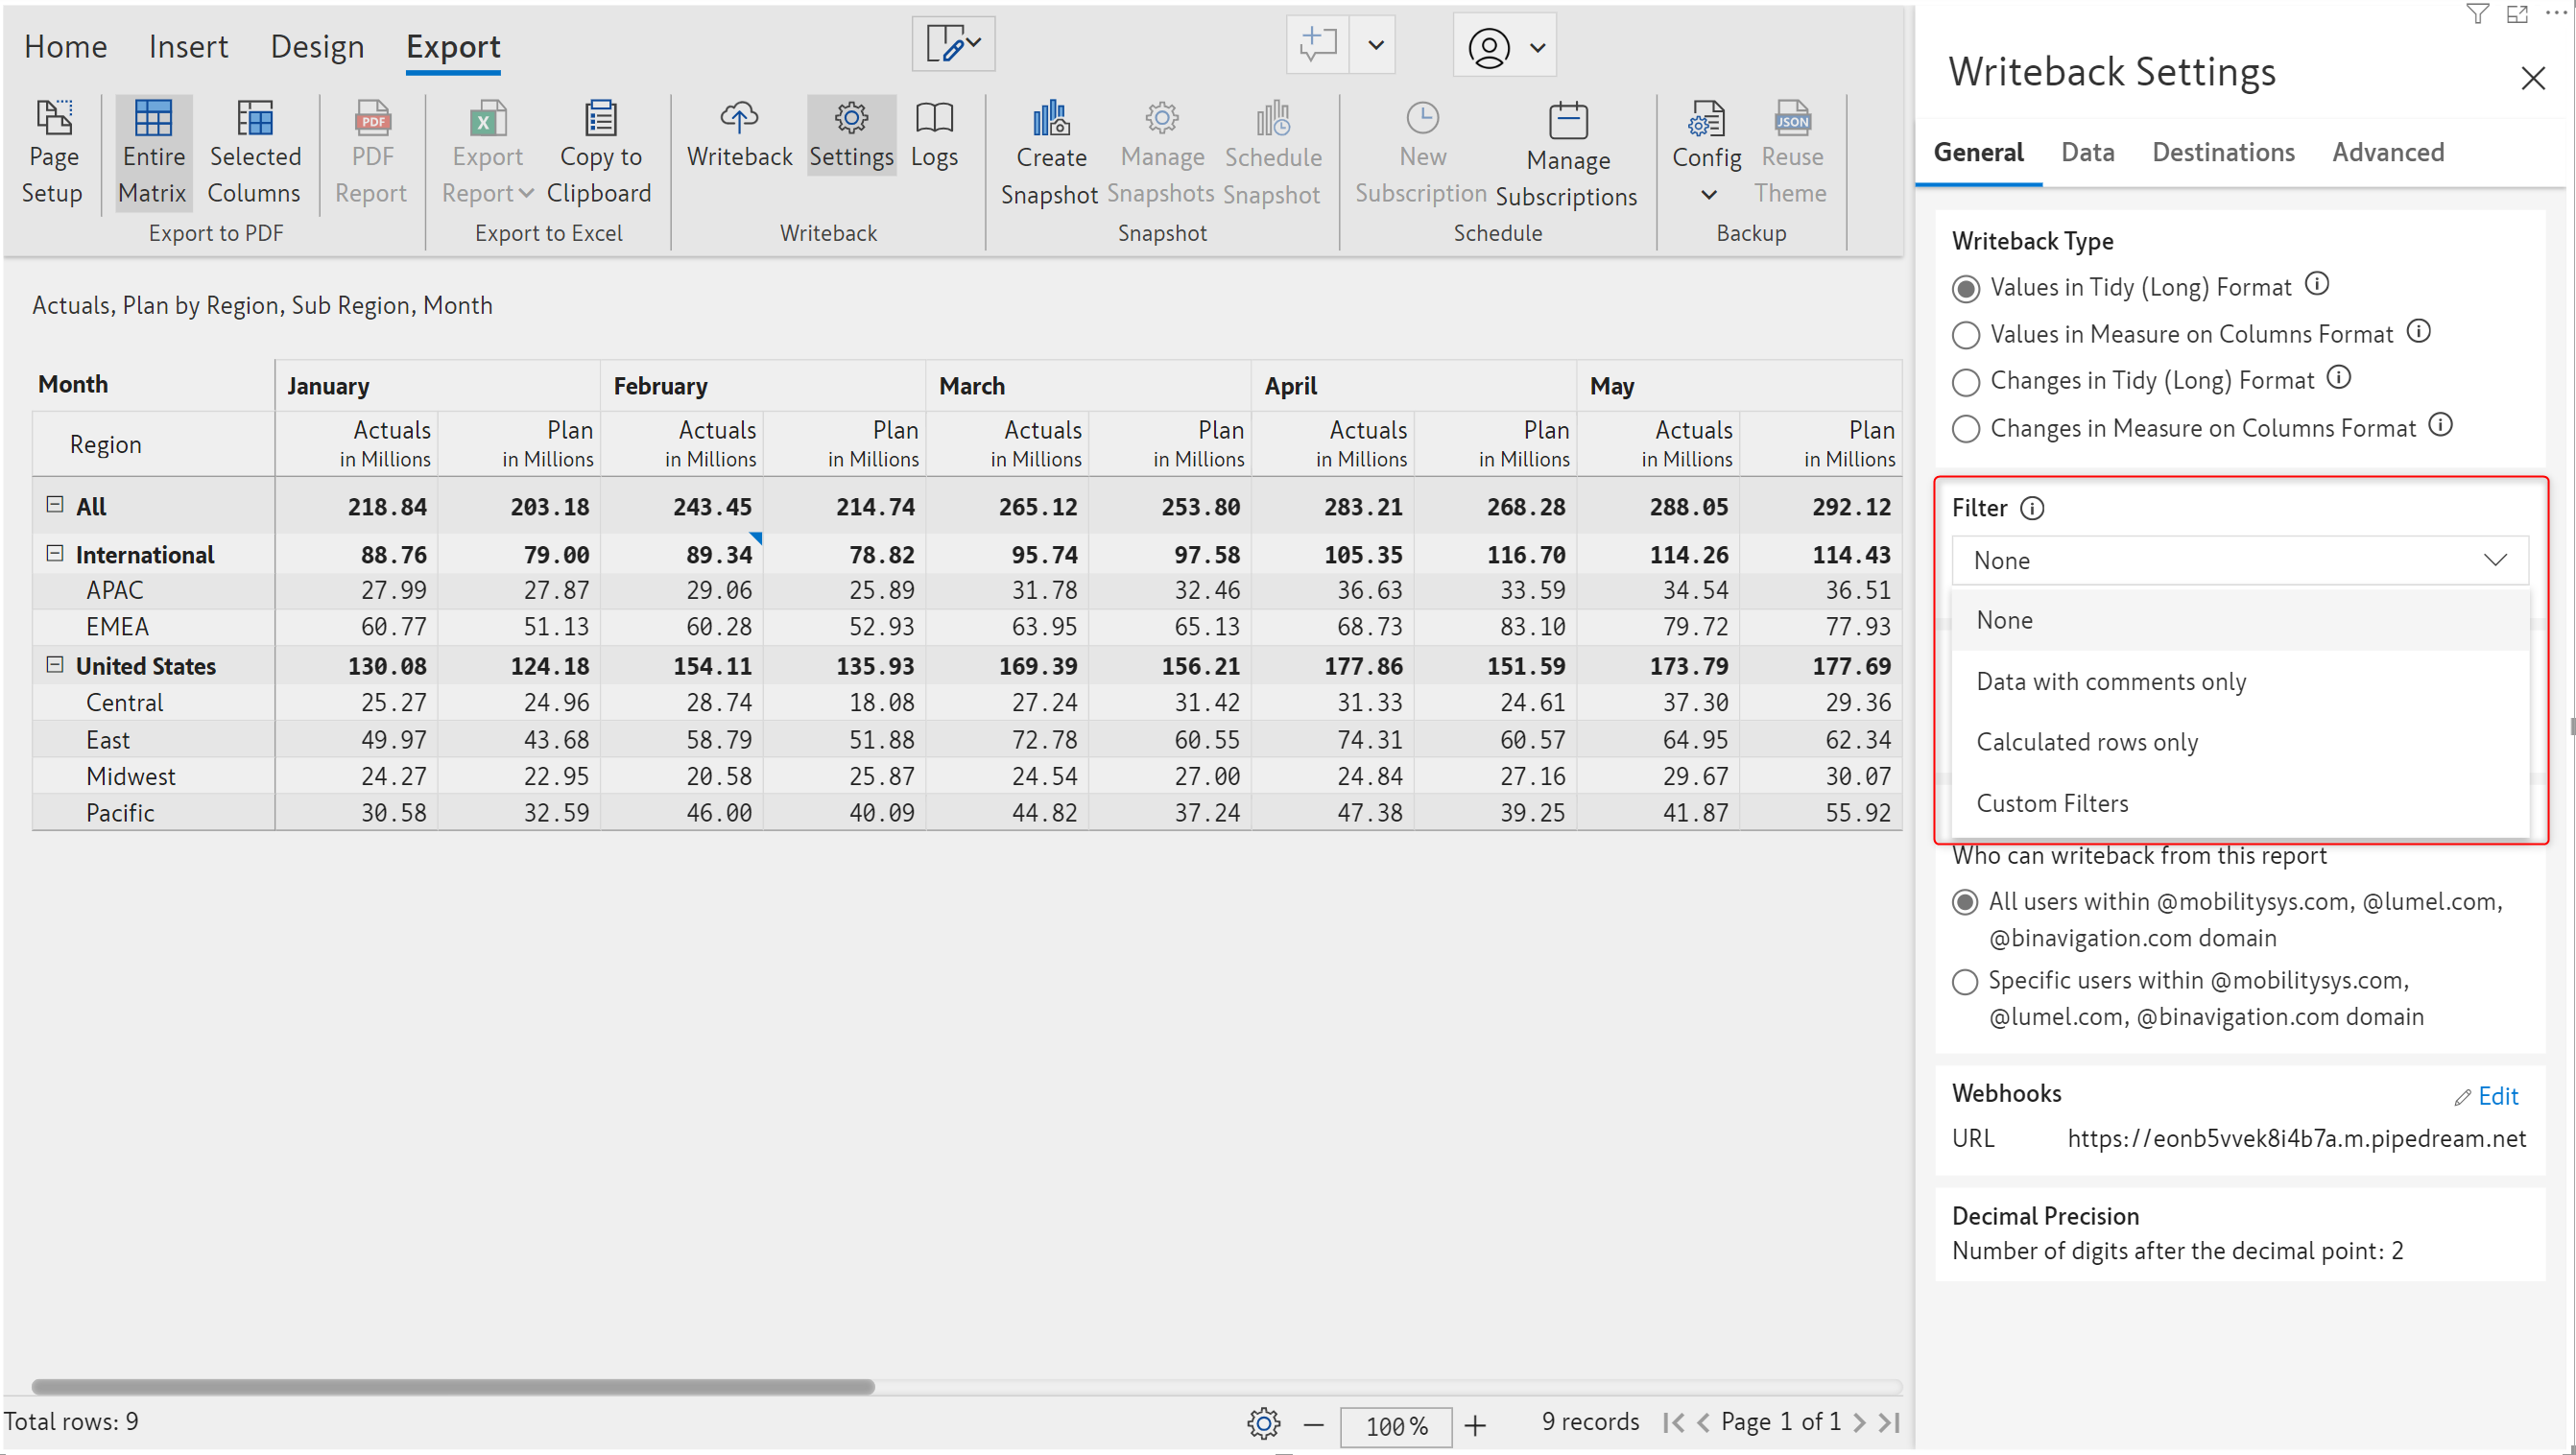 Home Insert Design Export
Page Setup
Entire Matrix
Selected Columns
PDF Report
Export Report
Copy to Clipboard
Writeback
Settings
Logs
Create Snapshot
Manage Snapshots
Schedule Snapshot
New Subscription
Manage Subscriptions
Config
JSON
Reuse Theme
Export to PDF Export to Excel Writeback Snapshot Schedule Backup
Actuals, Plan by Region, Sub Region, Month
Month January February March April May
Region Actuals Plan Actuals Plan Actuals Plan Actuals Plan Actuals Plan
in Millions in Millions in Millions in Millions in Millions in Millions in Millions in Millions in Millions in Millions
All 218.84 203.18 243.45 214.74 265.12 253.80 283.21 268.28 288.05 292.12
International 88.76 79.00 89.34 78.82 95.74 97.58 105.35 116.70 114.26 114.43
APAC 27.99 27.87 29.06 25.89 31.78 32.46 36.63 33.59 34.54 36.51
EMEA 60.77 51.13 60.28 52.93 63.95 65.13 68.73 83.10 79.72 77.93
United States 130.08 124.18 154.11 135.93 169.39 156.21 177.86 151.59 173.79 177.69
Central 25.27 24.96 28.74 18.08 27.24 31.42 31.33 24.61 37.30 29.36
East 49.97 43.68 58.79 51.88 72.78 60.55 74.31 60.57 64.95 62.34
Midwest 24.27 22.95 20.58 25.87 24.54 27.00 24.84 27.16 29.67 30.07
Pacific 30.58 32.59 46.00 40.09 44.82 37.24 47.38 39.25 41.87 55.92
Total rows: 9
100 %
9 records
Page 1 of 1
Writeback Settings
General Data Destinations Advanced
Writeback Type
Values in Tidy (Long) Format
Values in Measure on Columns Format
Changes in Tidy (Long) Format
Changes in Measure on Columns Format
Filter
None
None
Data with comments only
Calculated rows only
Custom Filters
Who can writeback from this report
All users within @mobilitysys.com, @lumel.com,
@binavigation.com domain
Specific users within @mobilitysys.com,
@lumel.com, @binavigation.com domain
Webhooks Edit
URL https://eonb5vvek8i4b7a.m.pipedream.net
Decimal Precision
Number of digits after the decimal point: 2